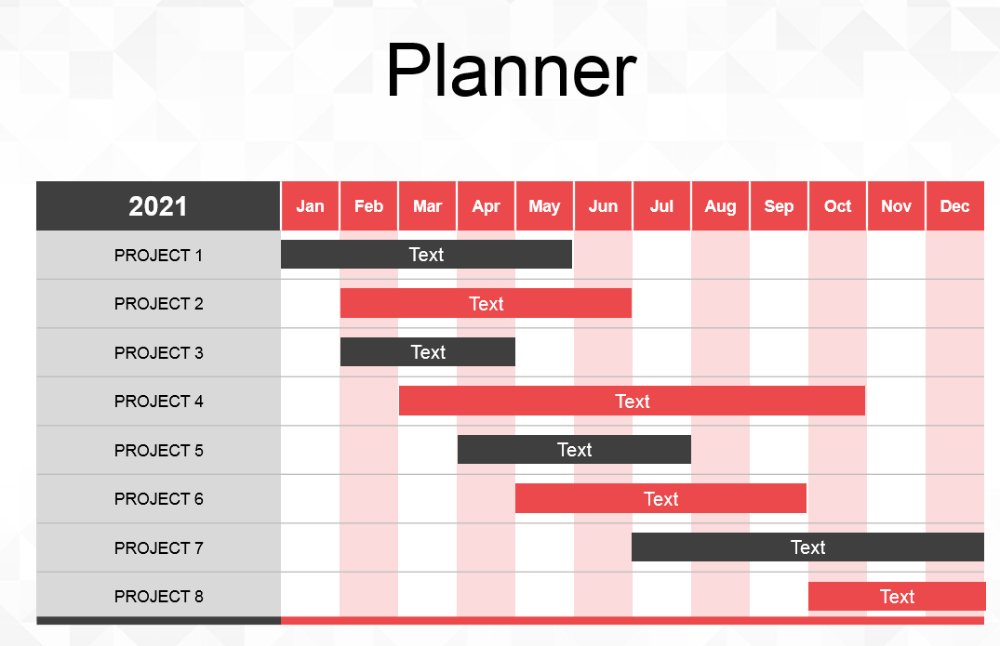 Planner
2021 Jan Feb Mar Apr May Jun Jul Aug Sep Oct Nov Dec
PROJECT 1 Text
PROJECT 2 Text
PROJECT 3 Text
PROJECT 4 Text
PROJECT 5 Text
PROJECT 6 Text
PROJECT 7 Text
PROJECT 8 Text